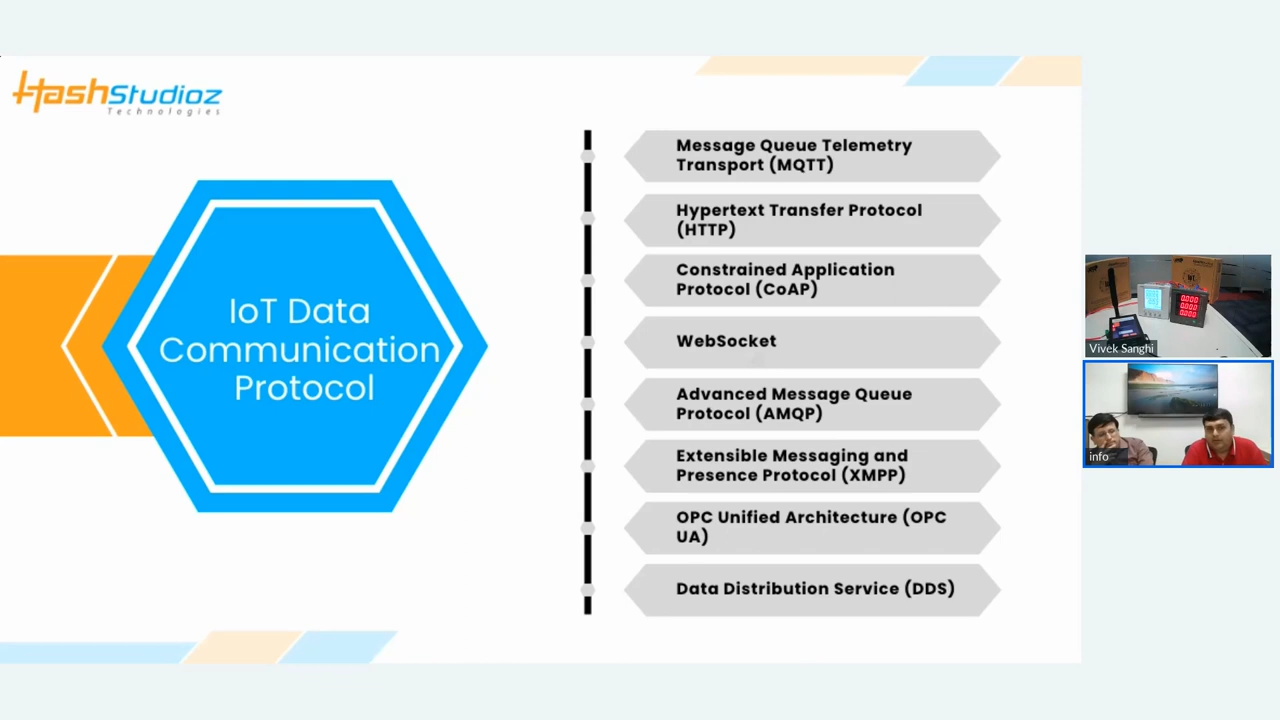 HashStudioz
Technologies
IoT Data
Communication
Protocol
Message Queue Telemetry
Transport (MQTT)
Hypertext Transfer Protocol
(HTTP)
Constrained Application
Protocol (CoAP)
WebSocket
Advanced Message Queue
Protocol (AMQP)
Extensible Messaging and
Presence Protocol (XMPP)
OPC Unified Architecture (OPC
UA)
Data Distribution Service (DDS)
Vivek Sanghi
info